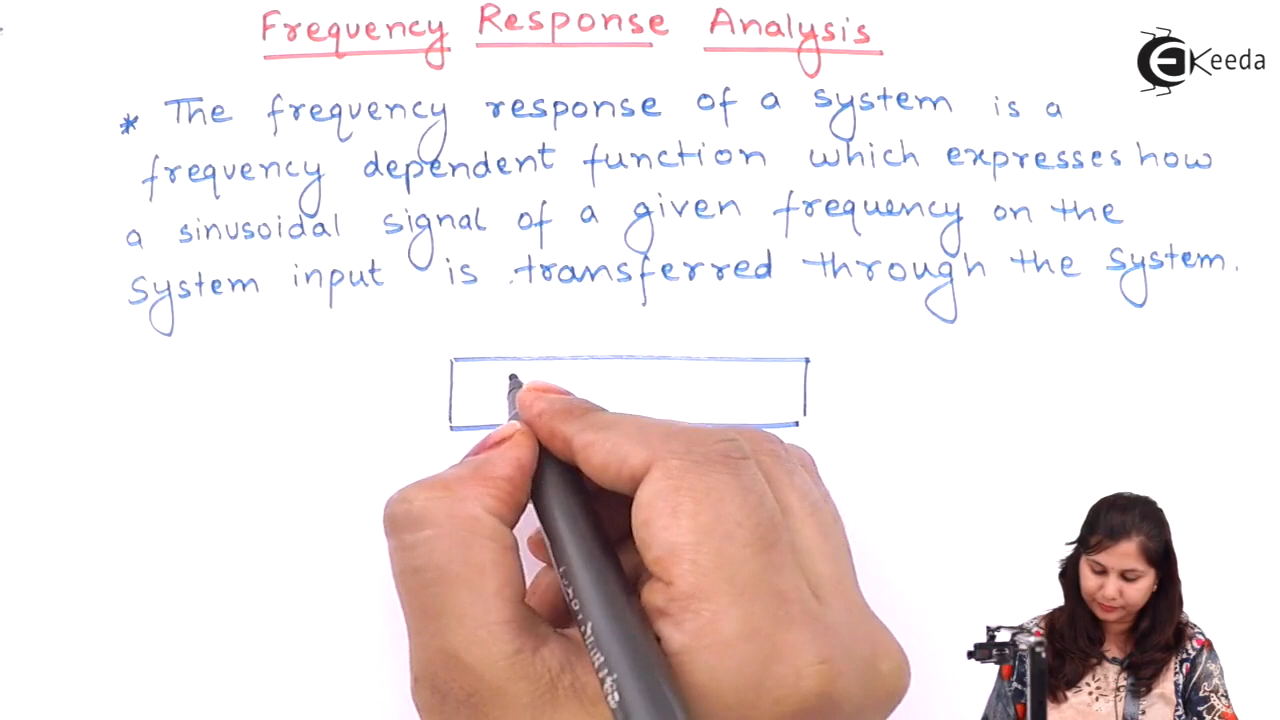 Frequency Response Analysis
EKeeda
* The frequency response of a system is a
frequency dependent function which expresses how
a sinusoidal signal of a given frequency on the
system input is transferred through the system.